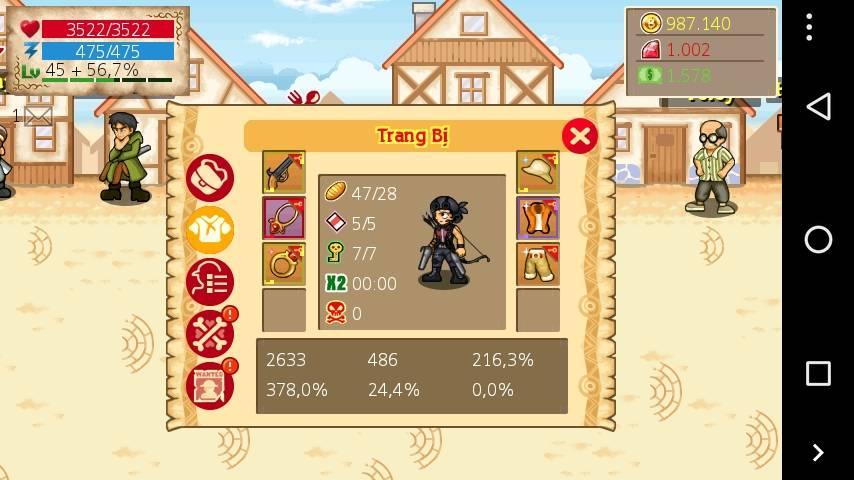 3522/3522
475/475
Lv 45 + 56,7%
1
987.140
1.002
1.578
Trang Bị
47/28
5/5
7/7
X2 00:00
0
2633 486 216,3%
378,0% 24,4% 0,0%
WANTED